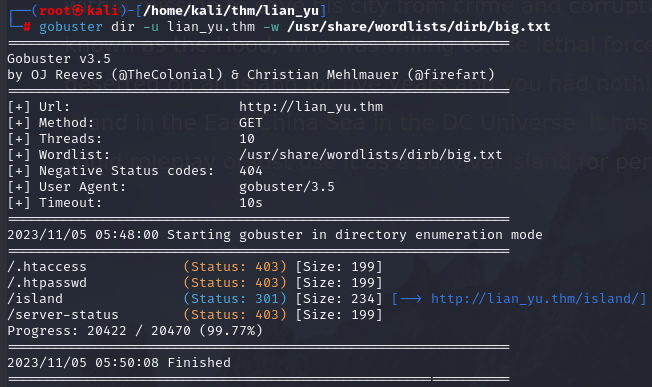 ┌──(root㉿kali)-[/home/kali/thm/lian_yu]
└─# gobuster dir -u lian_yu.thm -w /usr/share/wordlists/dirb/big.txt
===============================================================
Gobuster v3.5
by OJ Reeves (@TheColonial) & Christian Mehlmauer (@firefart)
===============================================================
[+] Url:                     http://lian_yu.thm
[+] Method:                  GET
[+] Threads:                 10
[+] Wordlist:                /usr/share/wordlists/dirb/big.txt
[+] Negative Status codes:   404
[+] User Agent:              gobuster/3.5
[+] Timeout:                 10s
===============================================================
2023/11/05 05:48:00 Starting gobuster in directory enumeration mode
===============================================================
/.htaccess            (Status: 403) [Size: 199]
/.htpasswd            (Status: 403) [Size: 199]
/island               (Status: 301) [Size: 234] [--> http://lian_yu.thm/island/]
/server-status        (Status: 403) [Size: 199]
Progress: 20422 / 20470 (99.77%)
===============================================================
2023/11/05 05:50:08 Finished
===============================================================